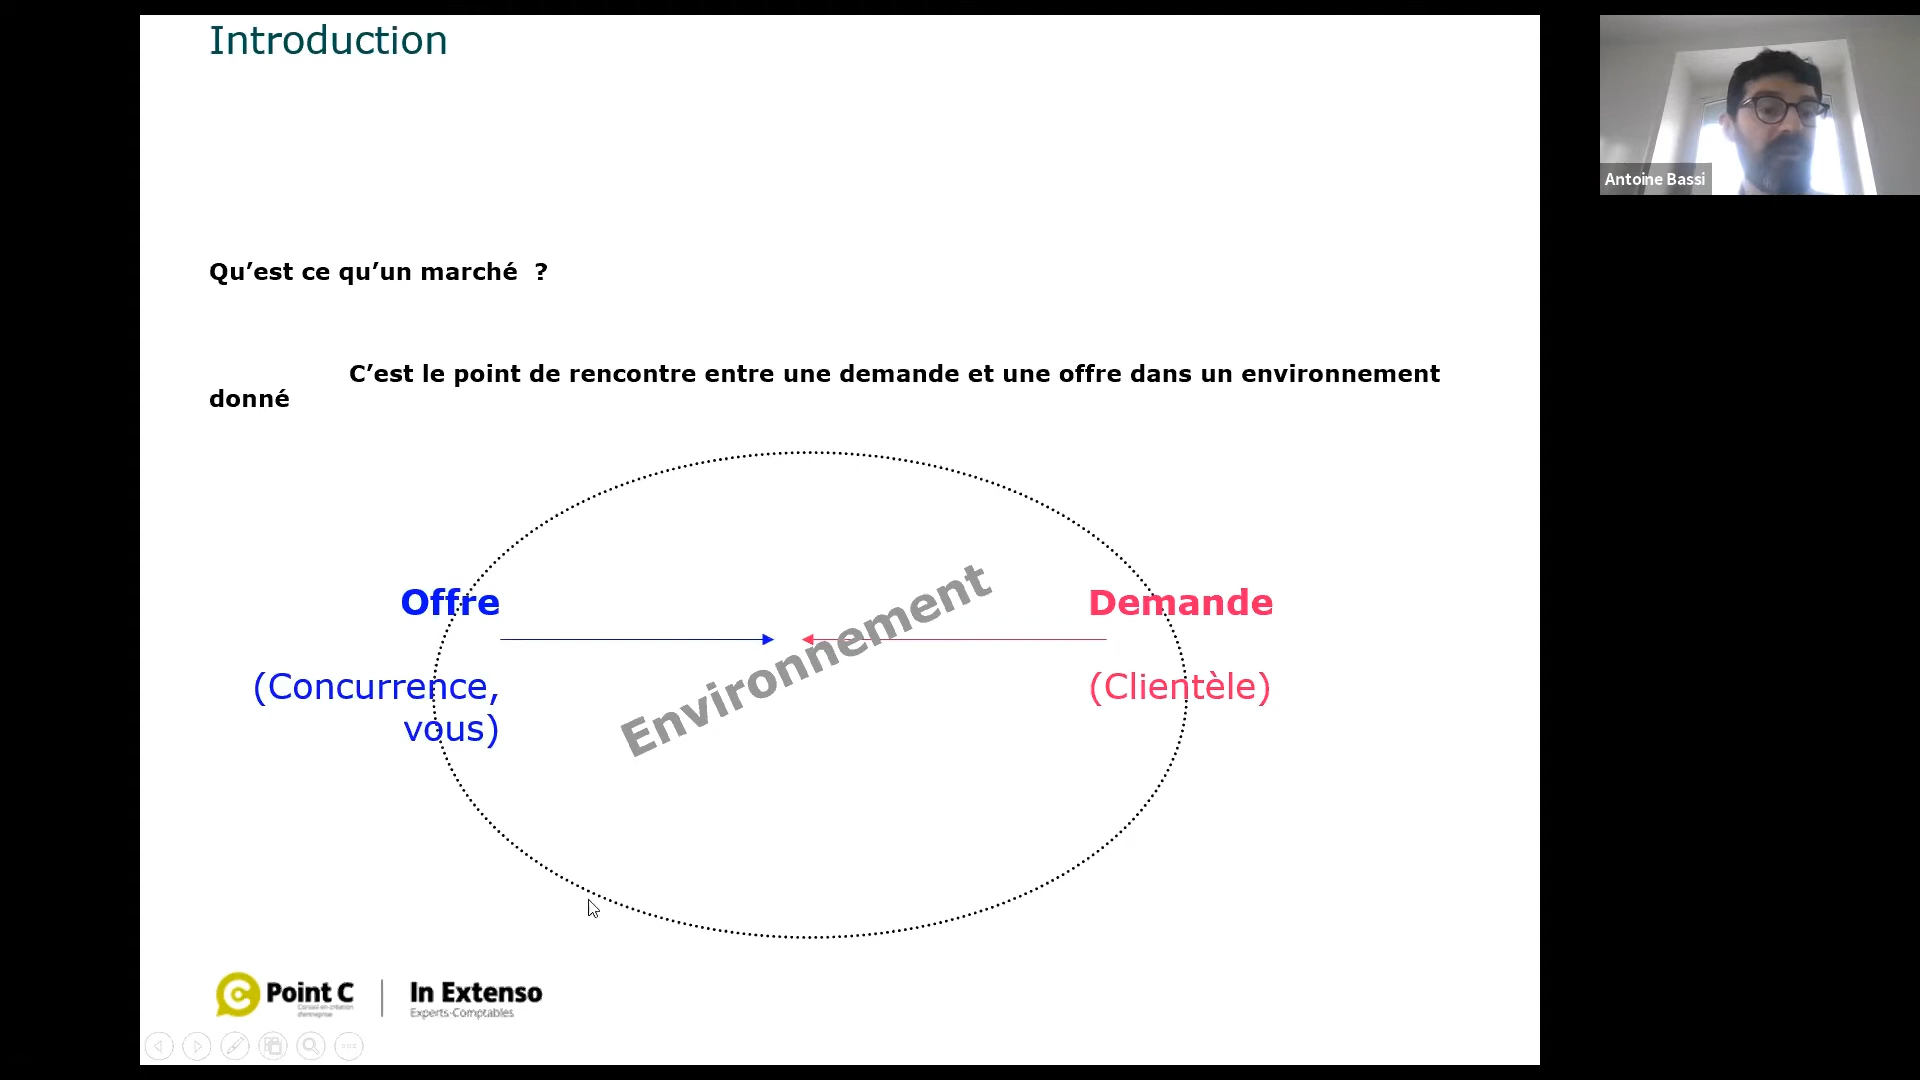 Introduction
Antoine Bassi
Qu’est ce qu’un marché  ?
C’est le point de rencontre entre une demande et une offre dans un environnement
donné
Offre
Demande
Environnement
(Concurrence,
vous)
(Clientèle)
Point C
Conseil en création
d'entreprise
In Extenso
Experts-Comptables